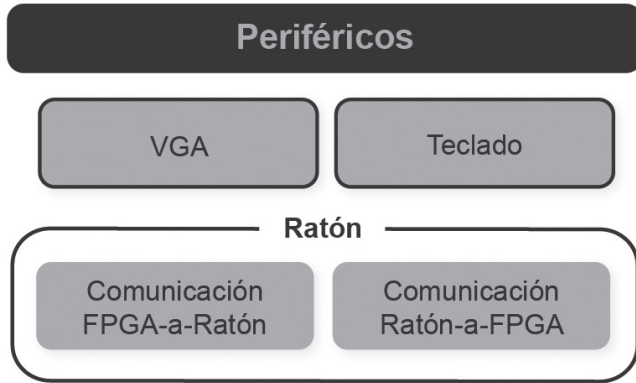 Periféricos
VGA
Teclado
Ratón
Comunicación
FPGA-a-Ratón
Comunicación
Ratón-a-FPGA